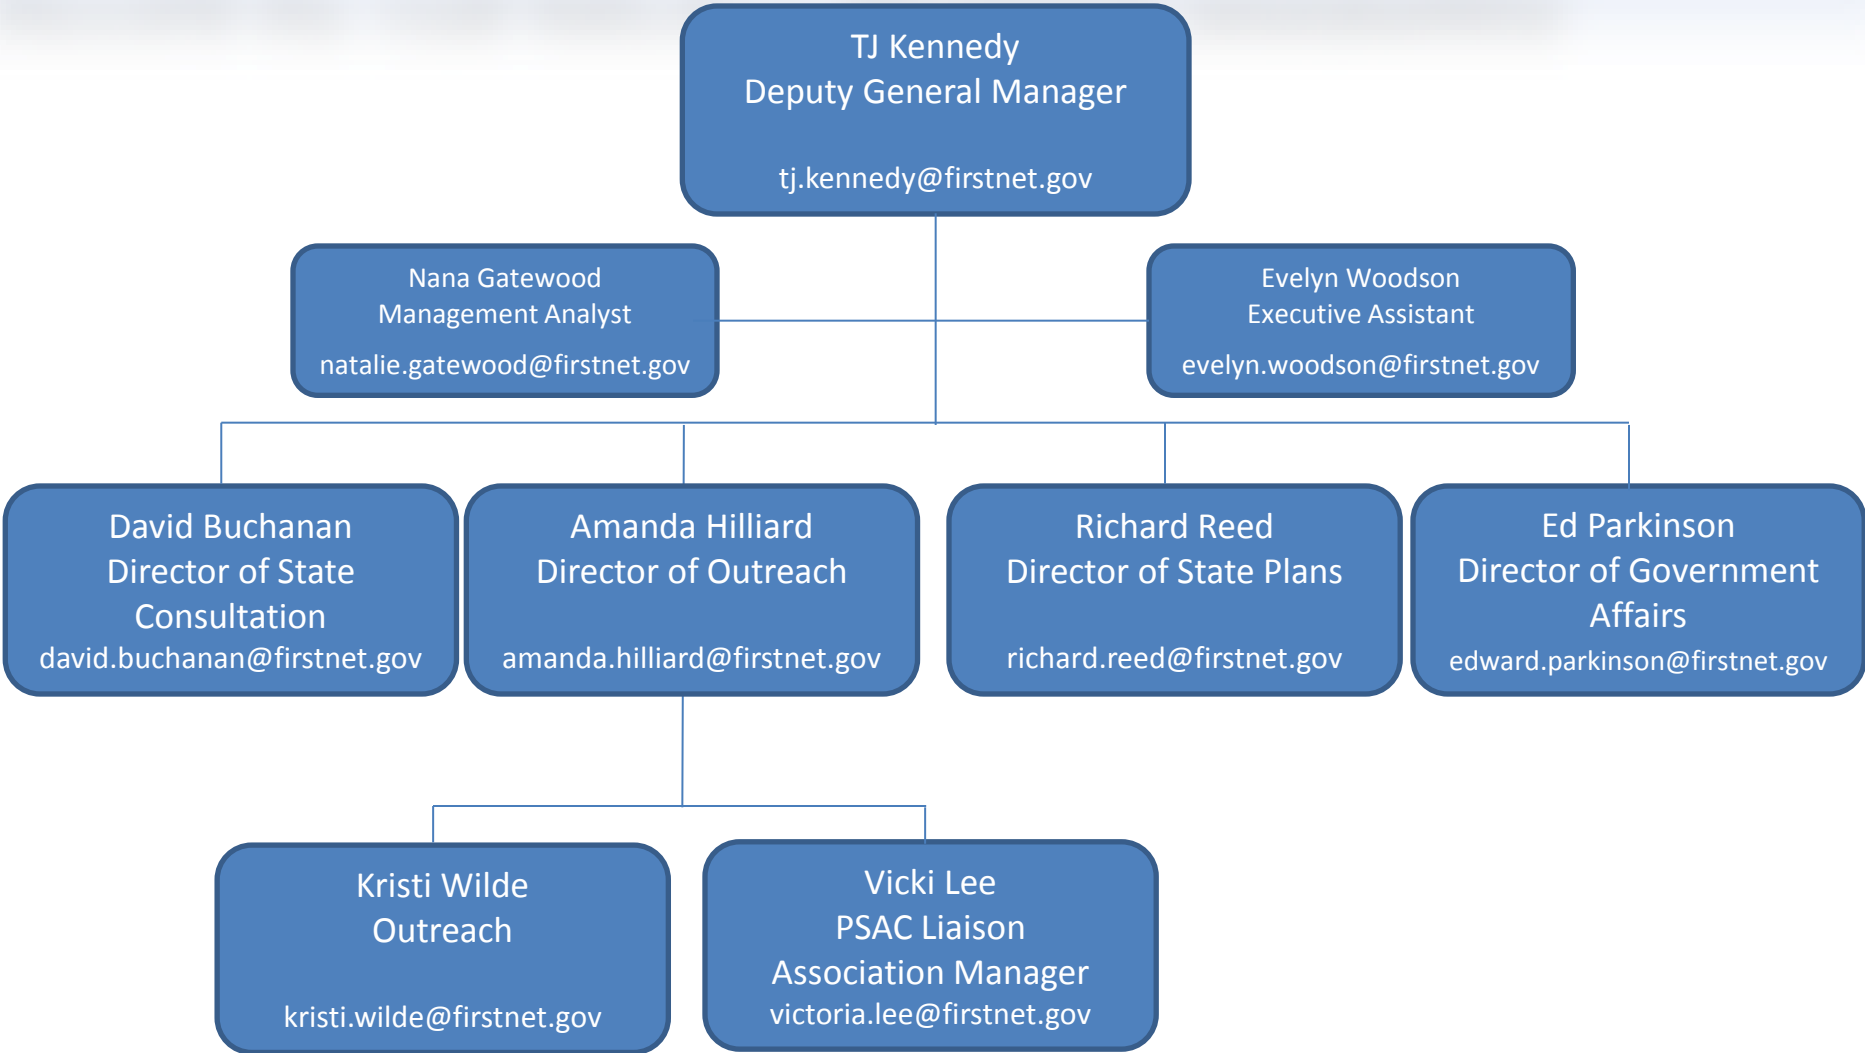 TJ Kennedy
Deputy General Manager
tj.kennedy@firstnet.gov
Nana Gatewood
Management Analyst
natalie.gatewood@firstnet.gov
Evelyn Woodson
Executive Assistant
evelyn.woodson@firstnet.gov
David Buchanan
Director of State
Consultation
david.buchanan@firstnet.gov
Amanda Hilliard
Director of Outreach
amanda.hilliard@firstnet.gov
Richard Reed
Director of State Plans
richard.reed@firstnet.gov
Ed Parkinson
Director of Government
Affairs
edward.parkinson@firstnet.gov
Kristi Wilde
Outreach
kristi.wilde@firstnet.gov
Vicki Lee
PSAC Liaison
Association Manager
victoria.lee@firstnet.gov